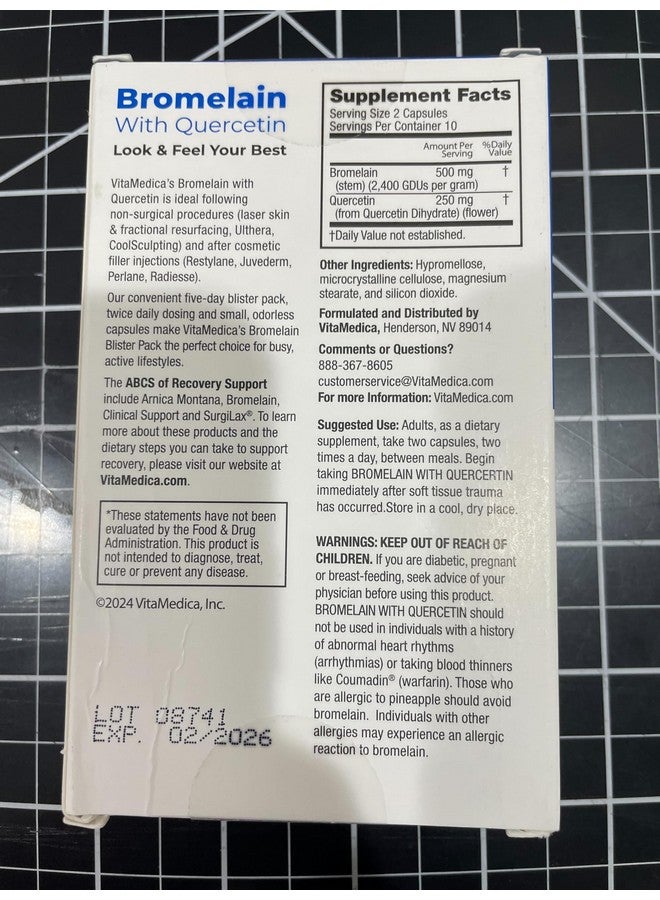 Bromelain
With Quercetin
Look & Feel Your Best
VitaMedica's Bromelain with
Quercetin is ideal following
non-surgical procedures (laser skin
& fractional resurfacing, Ulthera,
CoolSculpting) and after cosmetic
filler injections (Restylane, Juvederm,
Perlane, Radiesse).
Our convenient five-day blister pack,
twice daily dosing and small, odorless
capsules make VitaMedica's Bromelain
Blister Pack the perfect choice for busy,
active lifestyles.
The ABCS of Recovery Support
include Arnica Montana, Bromelain,
Clinical Support and SurgiLax®. To learn
more about these products and the
dietary steps you can take to support
recovery, please visit our website at
VitaMedica.com.
*These statements have not been
evaluated by the Food & Drug
Administration. This product is
not intended to diagnose, treat,
cure or prevent any disease.
©2024 VitaMedica, Inc.
LOT 08741
EXP. 02/2026
Supplement Facts
Serving Size 2 Capsules
Servings Per Container 10
Amount Per %Daily
Serving Value
Bromelain 500 mg †
(stem) (2,400 GDUs per gram)
Quercetin 250 mg †
(from Quercetin Dihydrate) (flower)
†Daily Value not established.
Other Ingredients: Hypromellose,
microcrystalline cellulose, magnesium
stearate, and silicon dioxide.
Formulated and Distributed by
VitaMedica, Henderson, NV 89014
Comments or Questions?
888-367-8605
customerservice@VitaMedica.com
For more Information: VitaMedica.com
Suggested Use: Adults, as a dietary
supplement, take two capsules, two
times a day, between meals. Begin
taking BROMELAIN WITH QUERCERTIN
immediately after soft tissue trauma
has occurred.Store in a cool, dry place.
WARNINGS: KEEP OUT OF REACH OF
CHILDREN. If you are diabetic, pregnant
or breast-feeding, seek advice of your
physician before using this product.
BROMELAIN WITH QUERCETIN should
not be used in individuals with a history
of abnormal heart rhythms
(arrhythmias) or taking blood thinners
like Coumadin® (warfarin). Those who
are allergic to pineapple should avoid
bromelain. Individuals with other
allergies may experience an allergic
reaction to bromelain.